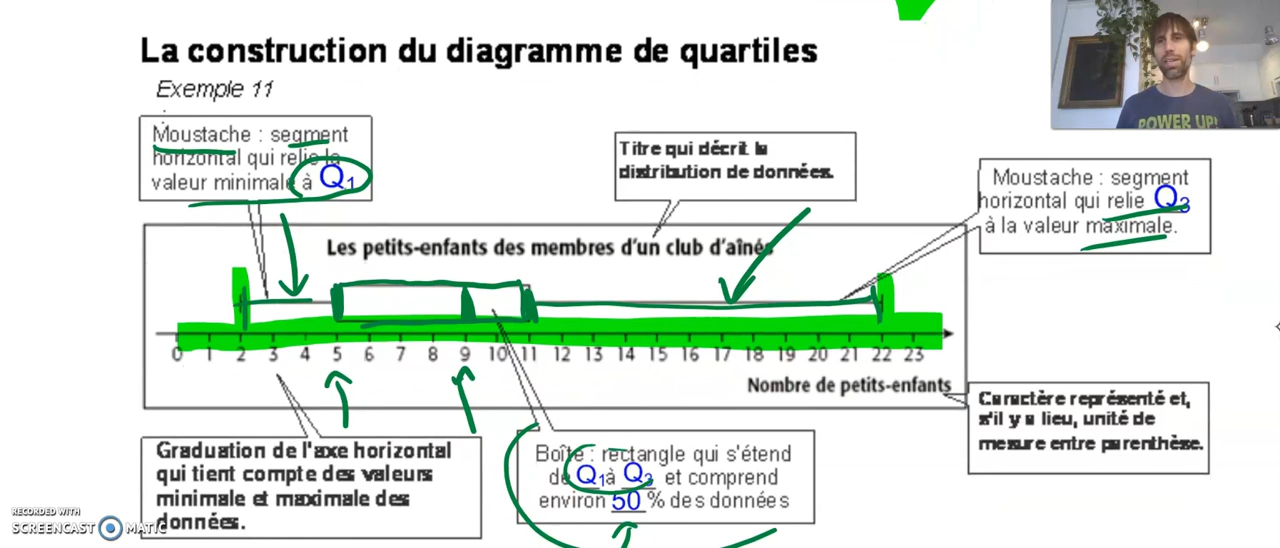 La construction du diagramme de quartiles
Exemple 11
Moustache : segment
horizontal qui relie la
valeur minimale à Q1
Titre qui décrit la
distribution de données.
Moustache : segment
horizontal qui relie Q3
à la valeur maximale.
Les petits-enfants des membres d'un club d'aînés
0 1 2 3 4 5 6 7 8 9 10 11 12 13 14 15 16 17 18 19 20 21 22 23
Nombre de petits-enfants
Graduation de l'axe horizontal
qui tient compte des valeurs
minimale et maximale des
données.
Boîte : rectangle qui s'étend
de Q1 à Q3 et comprend
environ 50 % des données
Caractère représenté et,
s'il y a lieu, unité de
mesure entre parenthèse.
POWER UP!
RECORDED WITH
SCREENCAST MATIC